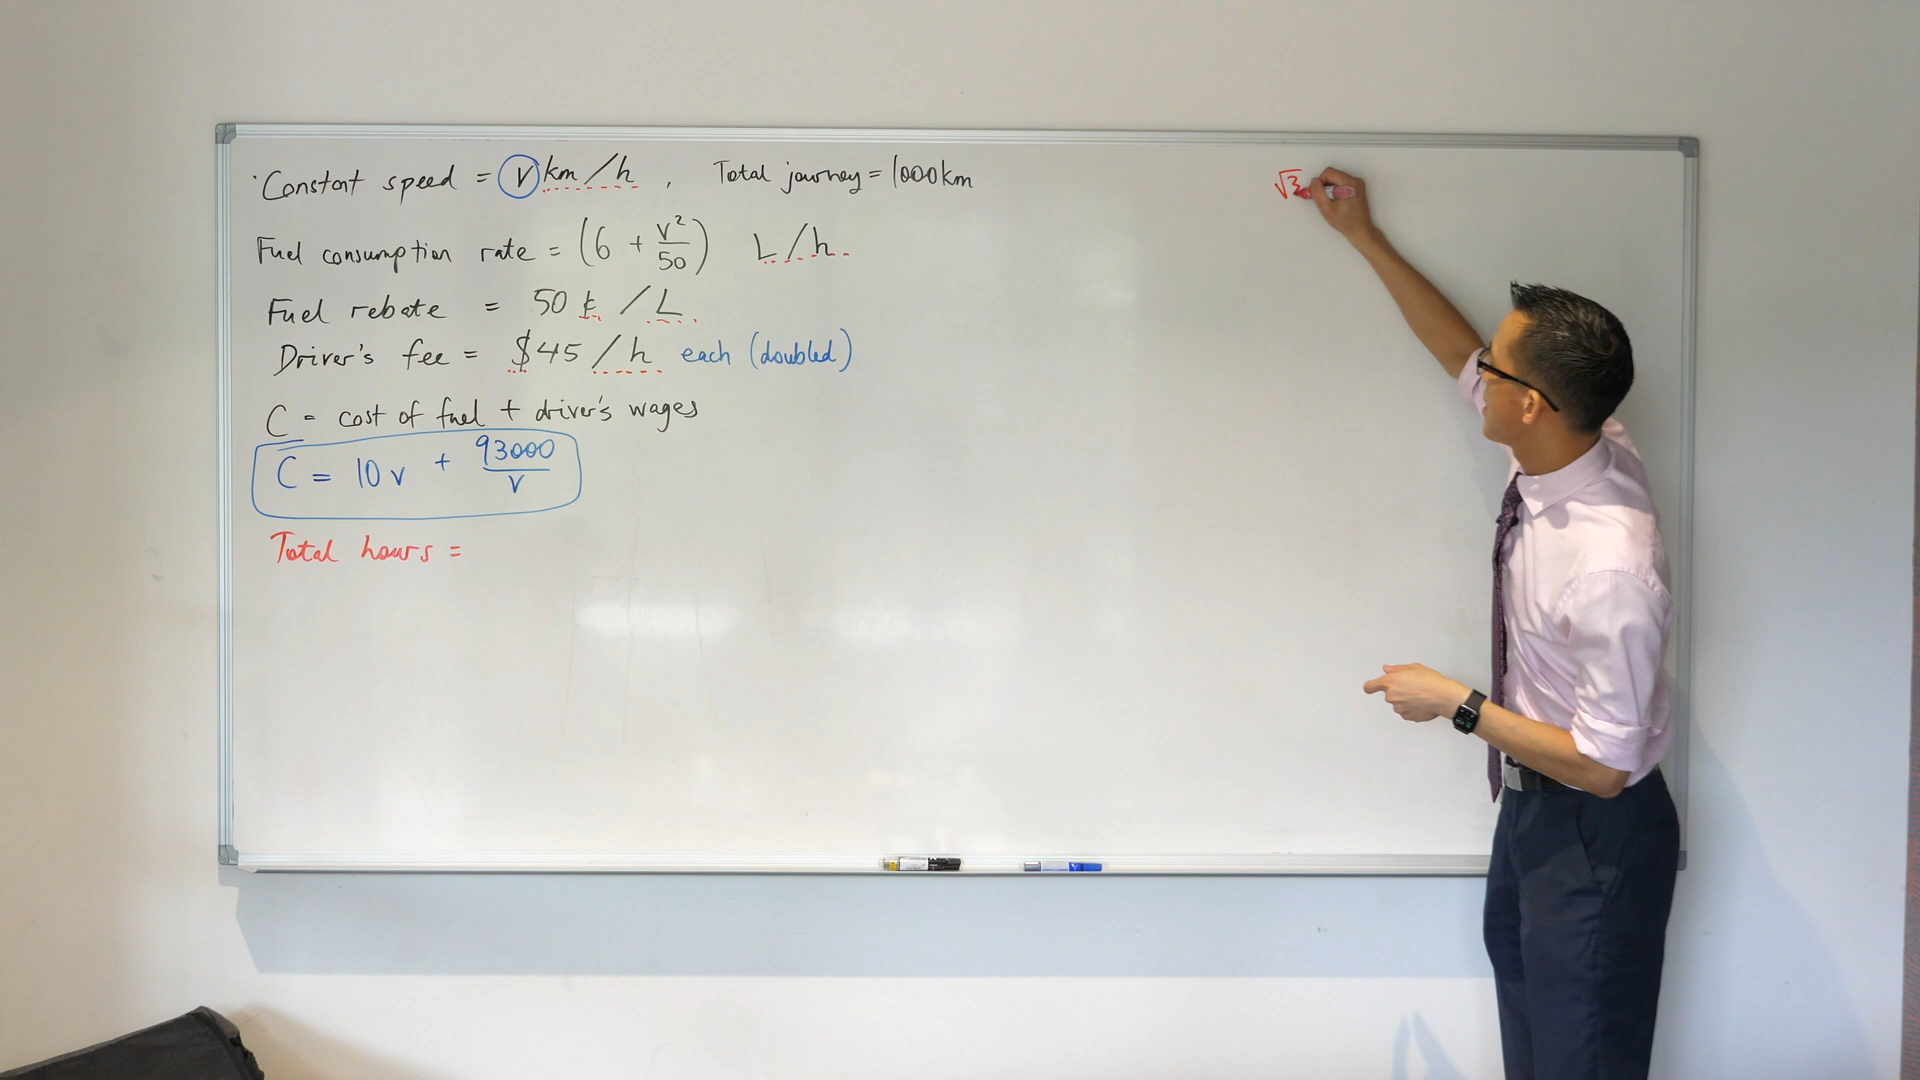 Constant speed = v km/h, Total journey = 1000km
Fuel consumption rate = (6 + v²/50) L/h
Fuel rebate = 50 ¢/L
Driver's fee = $45/h each (doubled)
C = cost of fuel + driver's wages
C = 10v + 93000/v
Total hours =
√3